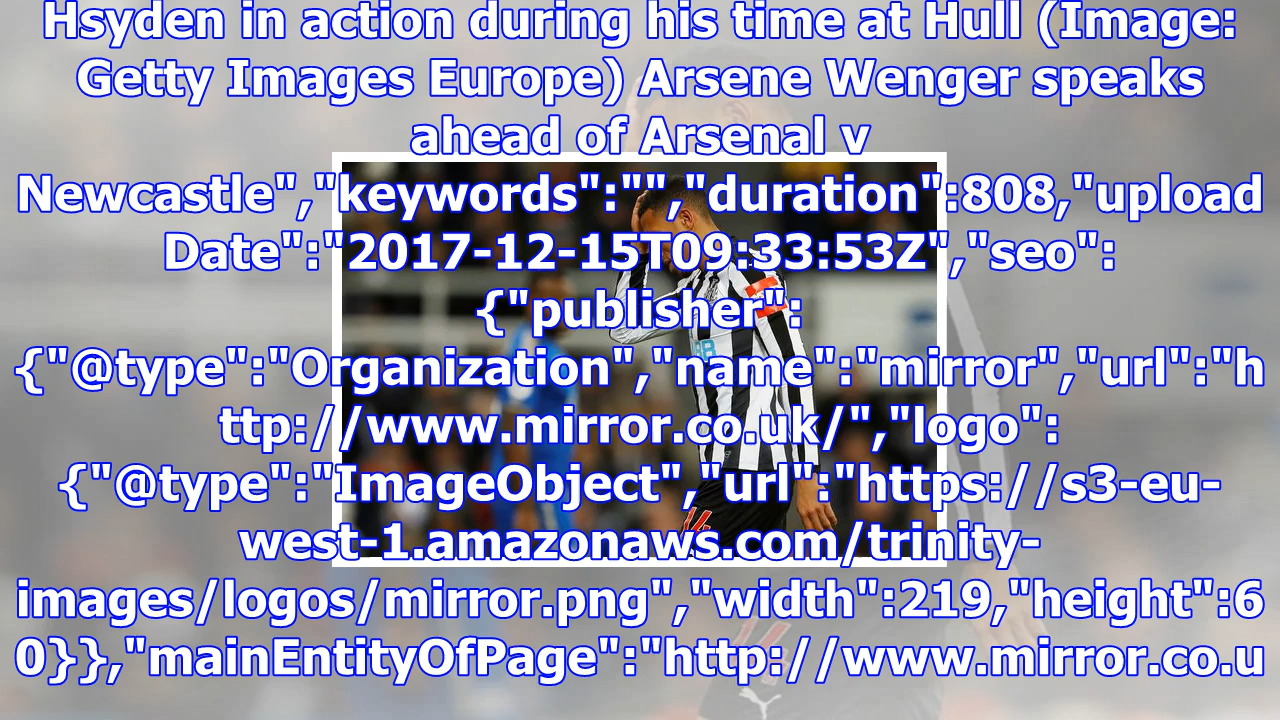 Hsyden in action during his time at Hull (Image:
Getty Images Europe) Arsene Wenger speaks
ahead of Arsenal v
Newcastle","keywords":"","duration":808,"upload
Date":"2017-12-15T09:33:53Z","seo":
{"publisher":
{"@type":"Organization","name":"mirror","url":"h
ttp://www.mirror.co.uk/","logo":
{"@type":"ImageObject","url":"https://s3-eu-
west-1.amazonaws.com/trinity-
images/logos/mirror.png","width":219,"height":6
0}},"mainEntityOfPage":"http://www.mirror.co.u